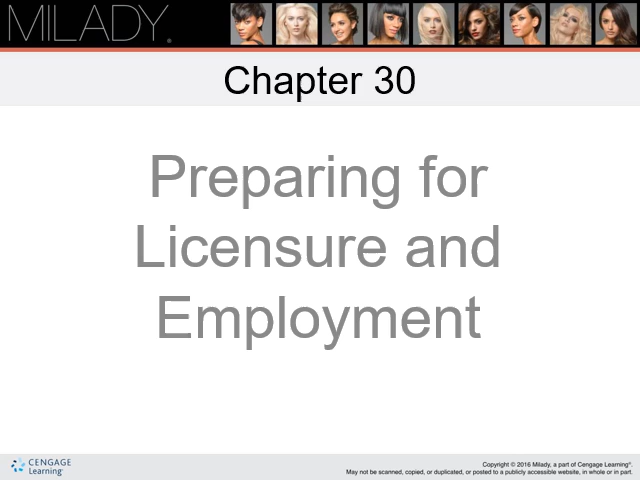 MILADY®
Chapter 30
Preparing for
Licensure and
Employment
CENGAGE
Learning
Copyright © 2016 Milady, a part of Cengage Learning®.
May not be scanned, copied, or duplicated, or posted to a publicly accessible website, in whole or in part.